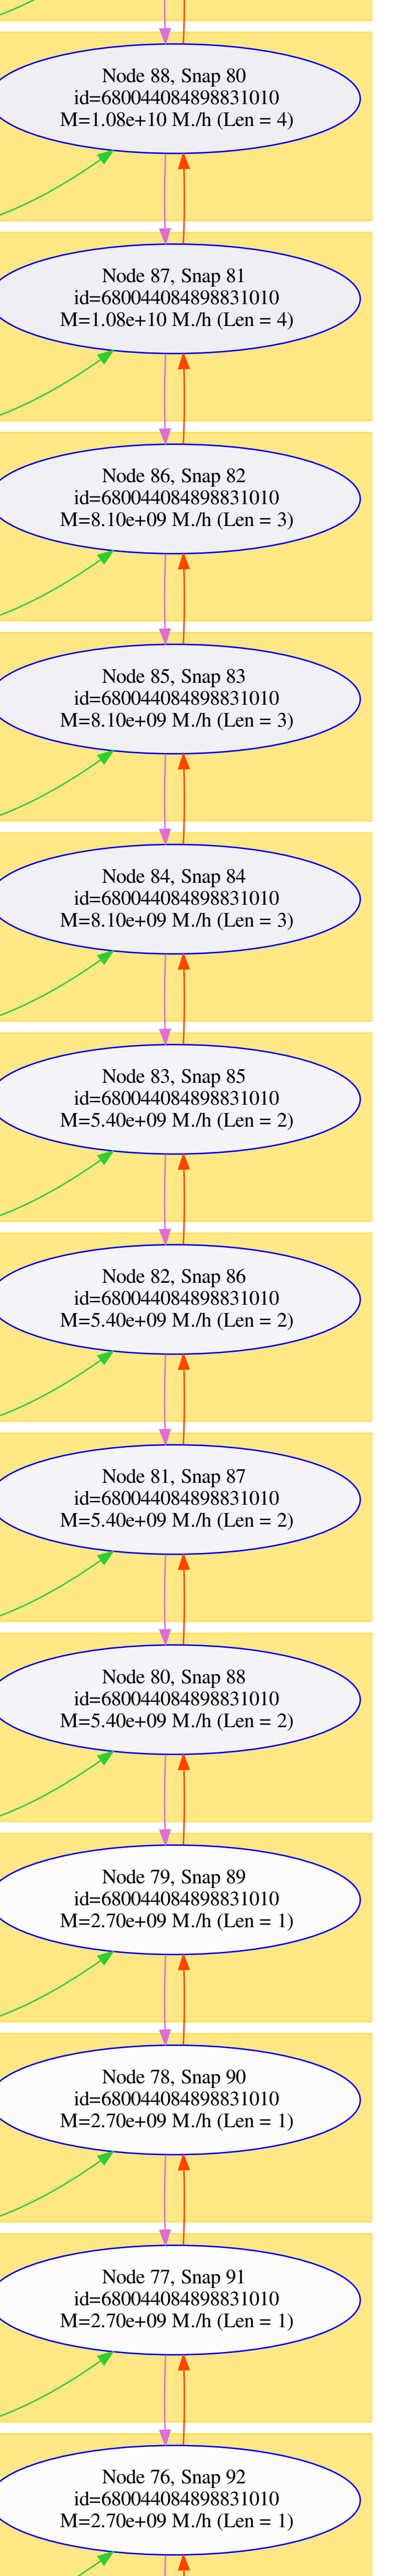 Node 88, Snap 80
id=680044084898831010
M=1.08e+10 M./h (Len = 4)
Node 87, Snap 81
id=680044084898831010
M=1.08e+10 M./h (Len = 4)
Node 86, Snap 82
id=680044084898831010
M=8.10e+09 M./h (Len = 3)
Node 85, Snap 83
id=680044084898831010
M=8.10e+09 M./h (Len = 3)
Node 84, Snap 84
id=680044084898831010
M=8.10e+09 M./h (Len = 3)
Node 83, Snap 85
id=680044084898831010
M=5.40e+09 M./h (Len = 2)
Node 82, Snap 86
id=680044084898831010
M=5.40e+09 M./h (Len = 2)
Node 81, Snap 87
id=680044084898831010
M=5.40e+09 M./h (Len = 2)
Node 80, Snap 88
id=680044084898831010
M=5.40e+09 M./h (Len = 2)
Node 79, Snap 89
id=680044084898831010
M=2.70e+09 M./h (Len = 1)
Node 78, Snap 90
id=680044084898831010
M=2.70e+09 M./h (Len = 1)
Node 77, Snap 91
id=680044084898831010
M=2.70e+09 M./h (Len = 1)
Node 76, Snap 92
id=680044084898831010
M=2.70e+09 M./h (Len = 1)